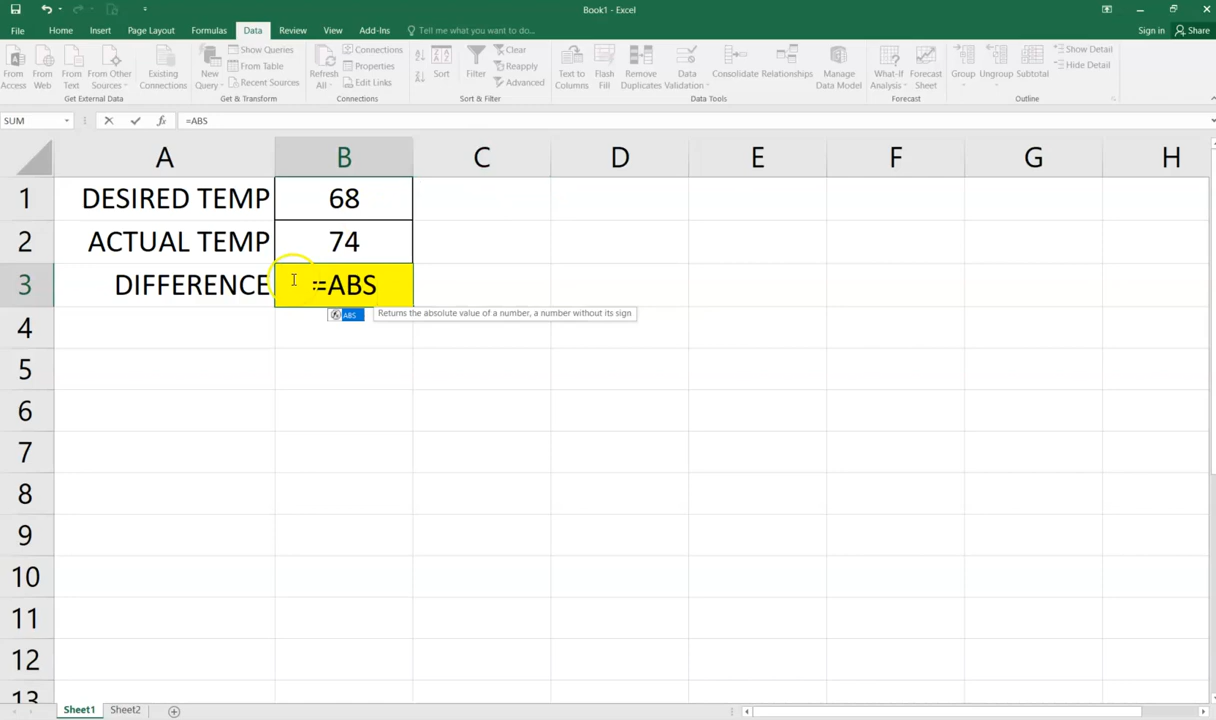 Book1 - Excel
File Home Insert Page Layout Formulas Data Review View Add-Ins Tell me what you want to do... Sign in Share
From Access
From Web
From Text
From Other Sources
Existing Connections
Get External Data
New Query
Show Queries
From Table
Recent Sources
Get & Transform
Refresh All
Connections
Properties
Edit Links
Connections
Sort
Filter
Clear
Reapply
Advanced
Sort & Filter
Text to Columns
Flash Fill
Remove Duplicates
Data Validation
Consolidate
Relationships
Manage Data Model
Data Tools
What-If Analysis
Forecast Sheet
Forecast
Group
Ungroup
Subtotal
Show Detail
Hide Detail
Outline
SUM fx =ABS
A B C D E F G H
1 DESIRED TEMP 68
2 ACTUAL TEMP 74
3 DIFFERENCE =ABS
ABS Returns the absolute value of a number, a number without its sign
4
5
6
7
8
9
10
11
12
13
Sheet1 Sheet2